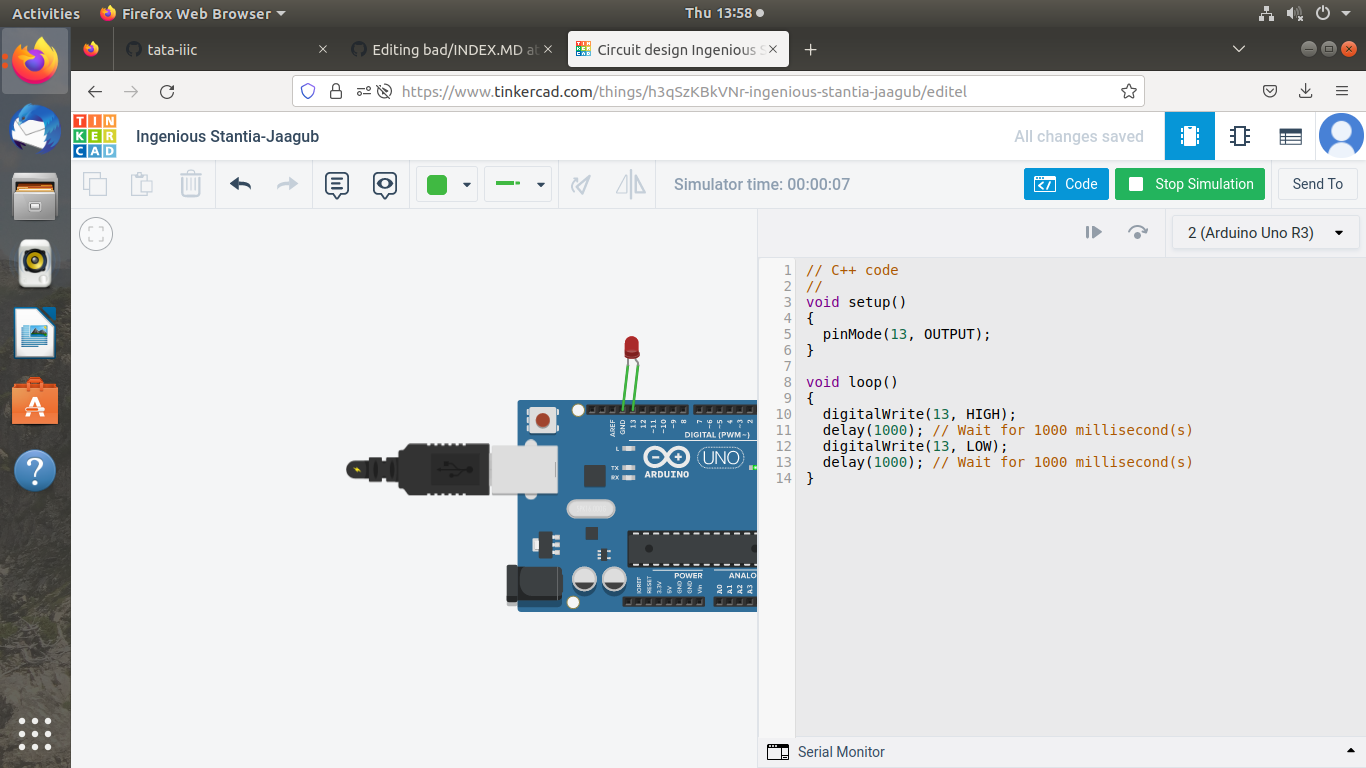 Activities
Firefox Web Browser
Thu 13:58
tata-iiic
Editing bad/INDEX.MD at
Circuit design Ingenious S
https://www.tinkercad.com/things/h3qSzKBkVNr-ingenious-stantia-jaagub/editel
TIN
KER
CAD
Ingenious Stantia-Jaagub
All changes saved
Simulator time: 00:00:07
Code
Stop Simulation
Send To
2 (Arduino Uno R3)
1 // C++ code
2 //
3 void setup()
4 {
5   pinMode(13, OUTPUT);
6 }
7
8 void loop()
9 {
10   digitalWrite(13, HIGH);
11   delay(1000); // Wait for 1000 millisecond(s)
12   digitalWrite(13, LOW);
13   delay(1000); // Wait for 1000 millisecond(s)
14 }
AREF
GND
13
12
~11
~10
~9
8
7
~6
~5
4
~3
2
DIGITAL (PWM~)
L
TX
RX
UNO
ARDUINO
POWER
ANALO
IOREF
RESET
3.3V
5V
GND
GND
Vin
A0
A1
A2
A3
Serial Monitor